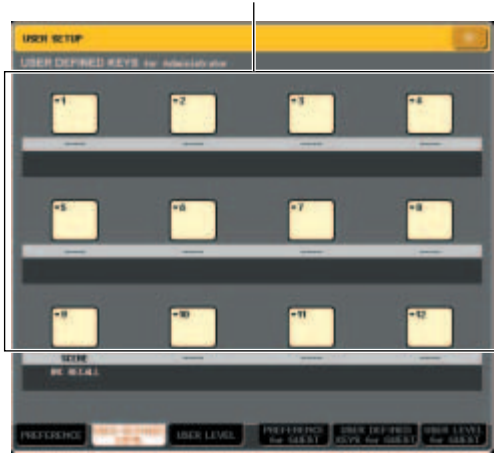 USER SETUP
USER DEFINED KEYS for Administrator
1 2 3 4
---- ---- ---- ----
5 6 7 8
---- ---- ---- ----
9 10 11 12
SCENE ---- ---- ----
RECALL
PREFERENCE USER DEFINED KEYS USER LEVEL PREFERENCE for GUEST USER DEFINED KEYS for GUEST USER LEVEL for GUEST